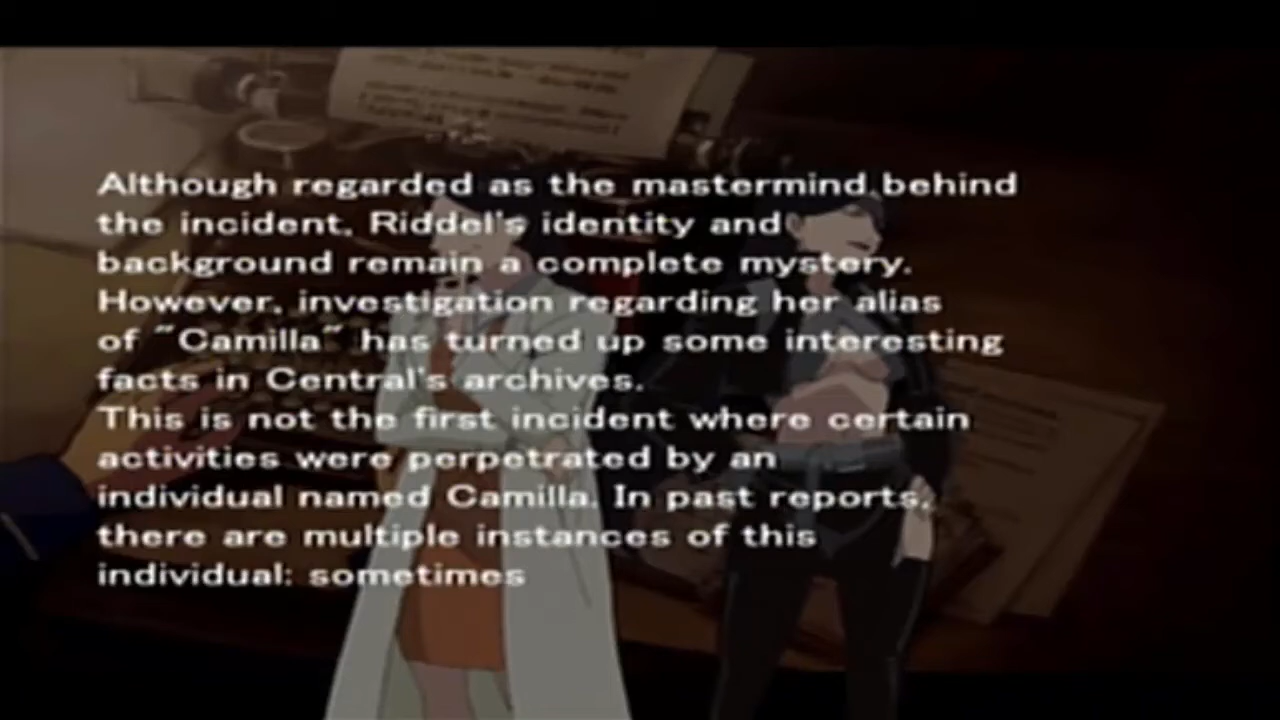 Although regarded as the mastermind behind
the incident, Riddel's identity and
background remain a complete mystery.
However, investigation regarding her alias
of "Camilla" has turned up some interesting
facts in Central's archives.
This is not the first incident where certain
activities were perpetrated by an
individual named Camilla. In past reports,
there are multiple instances of this
individual: sometimes